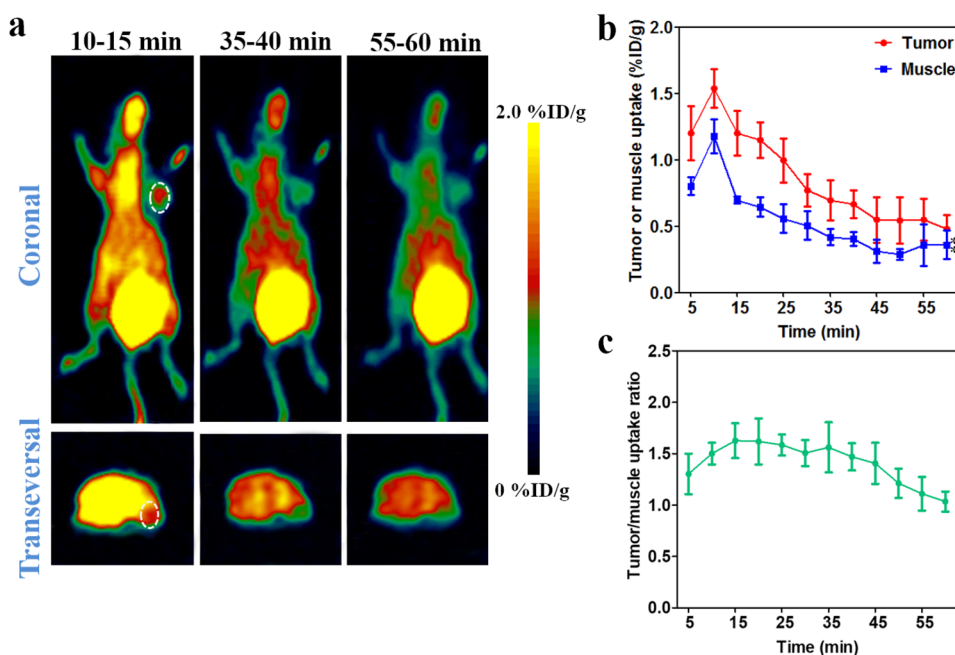 a
10-15 min
35-40 min
55-60 min
Coronal
Transeversal
2.0 %ID/g
0 %ID/g
b
Tumor or muscle uptake (%ID/g)
2.0
1.5
1.0
0.5
0.0
Tumor
Muscle
*
*
5 15 25 35 45 55
Time (min)
c
Tumor/muscle uptake ratio
2.5
2.0
1.5
1.0
0.5
0.0
5 15 25 35 45 55
Time (min)